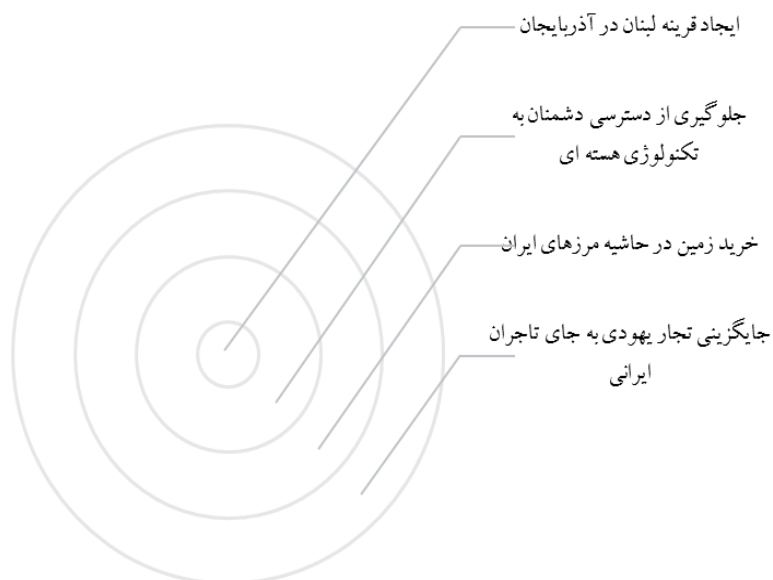 ایجاد قرینه لبنان در آذربایجان
جلوگیری از دسترسی دشمنان به
تکنولوژی هسته ای
خرید زمین در حاشیه مرزهای ایران
جایگزینی تجار یهودی به جای تاجران
ایرانی